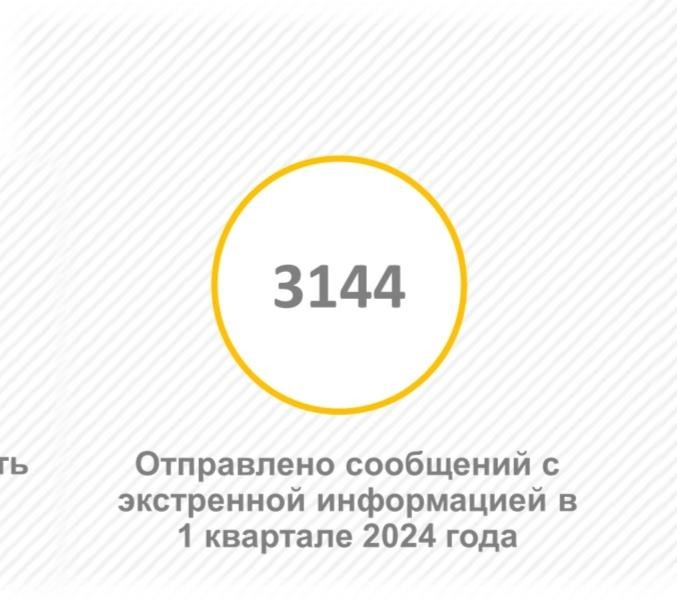 3144
Отправлено сообщений с
экстренной информацией в
1 квартале 2024 года